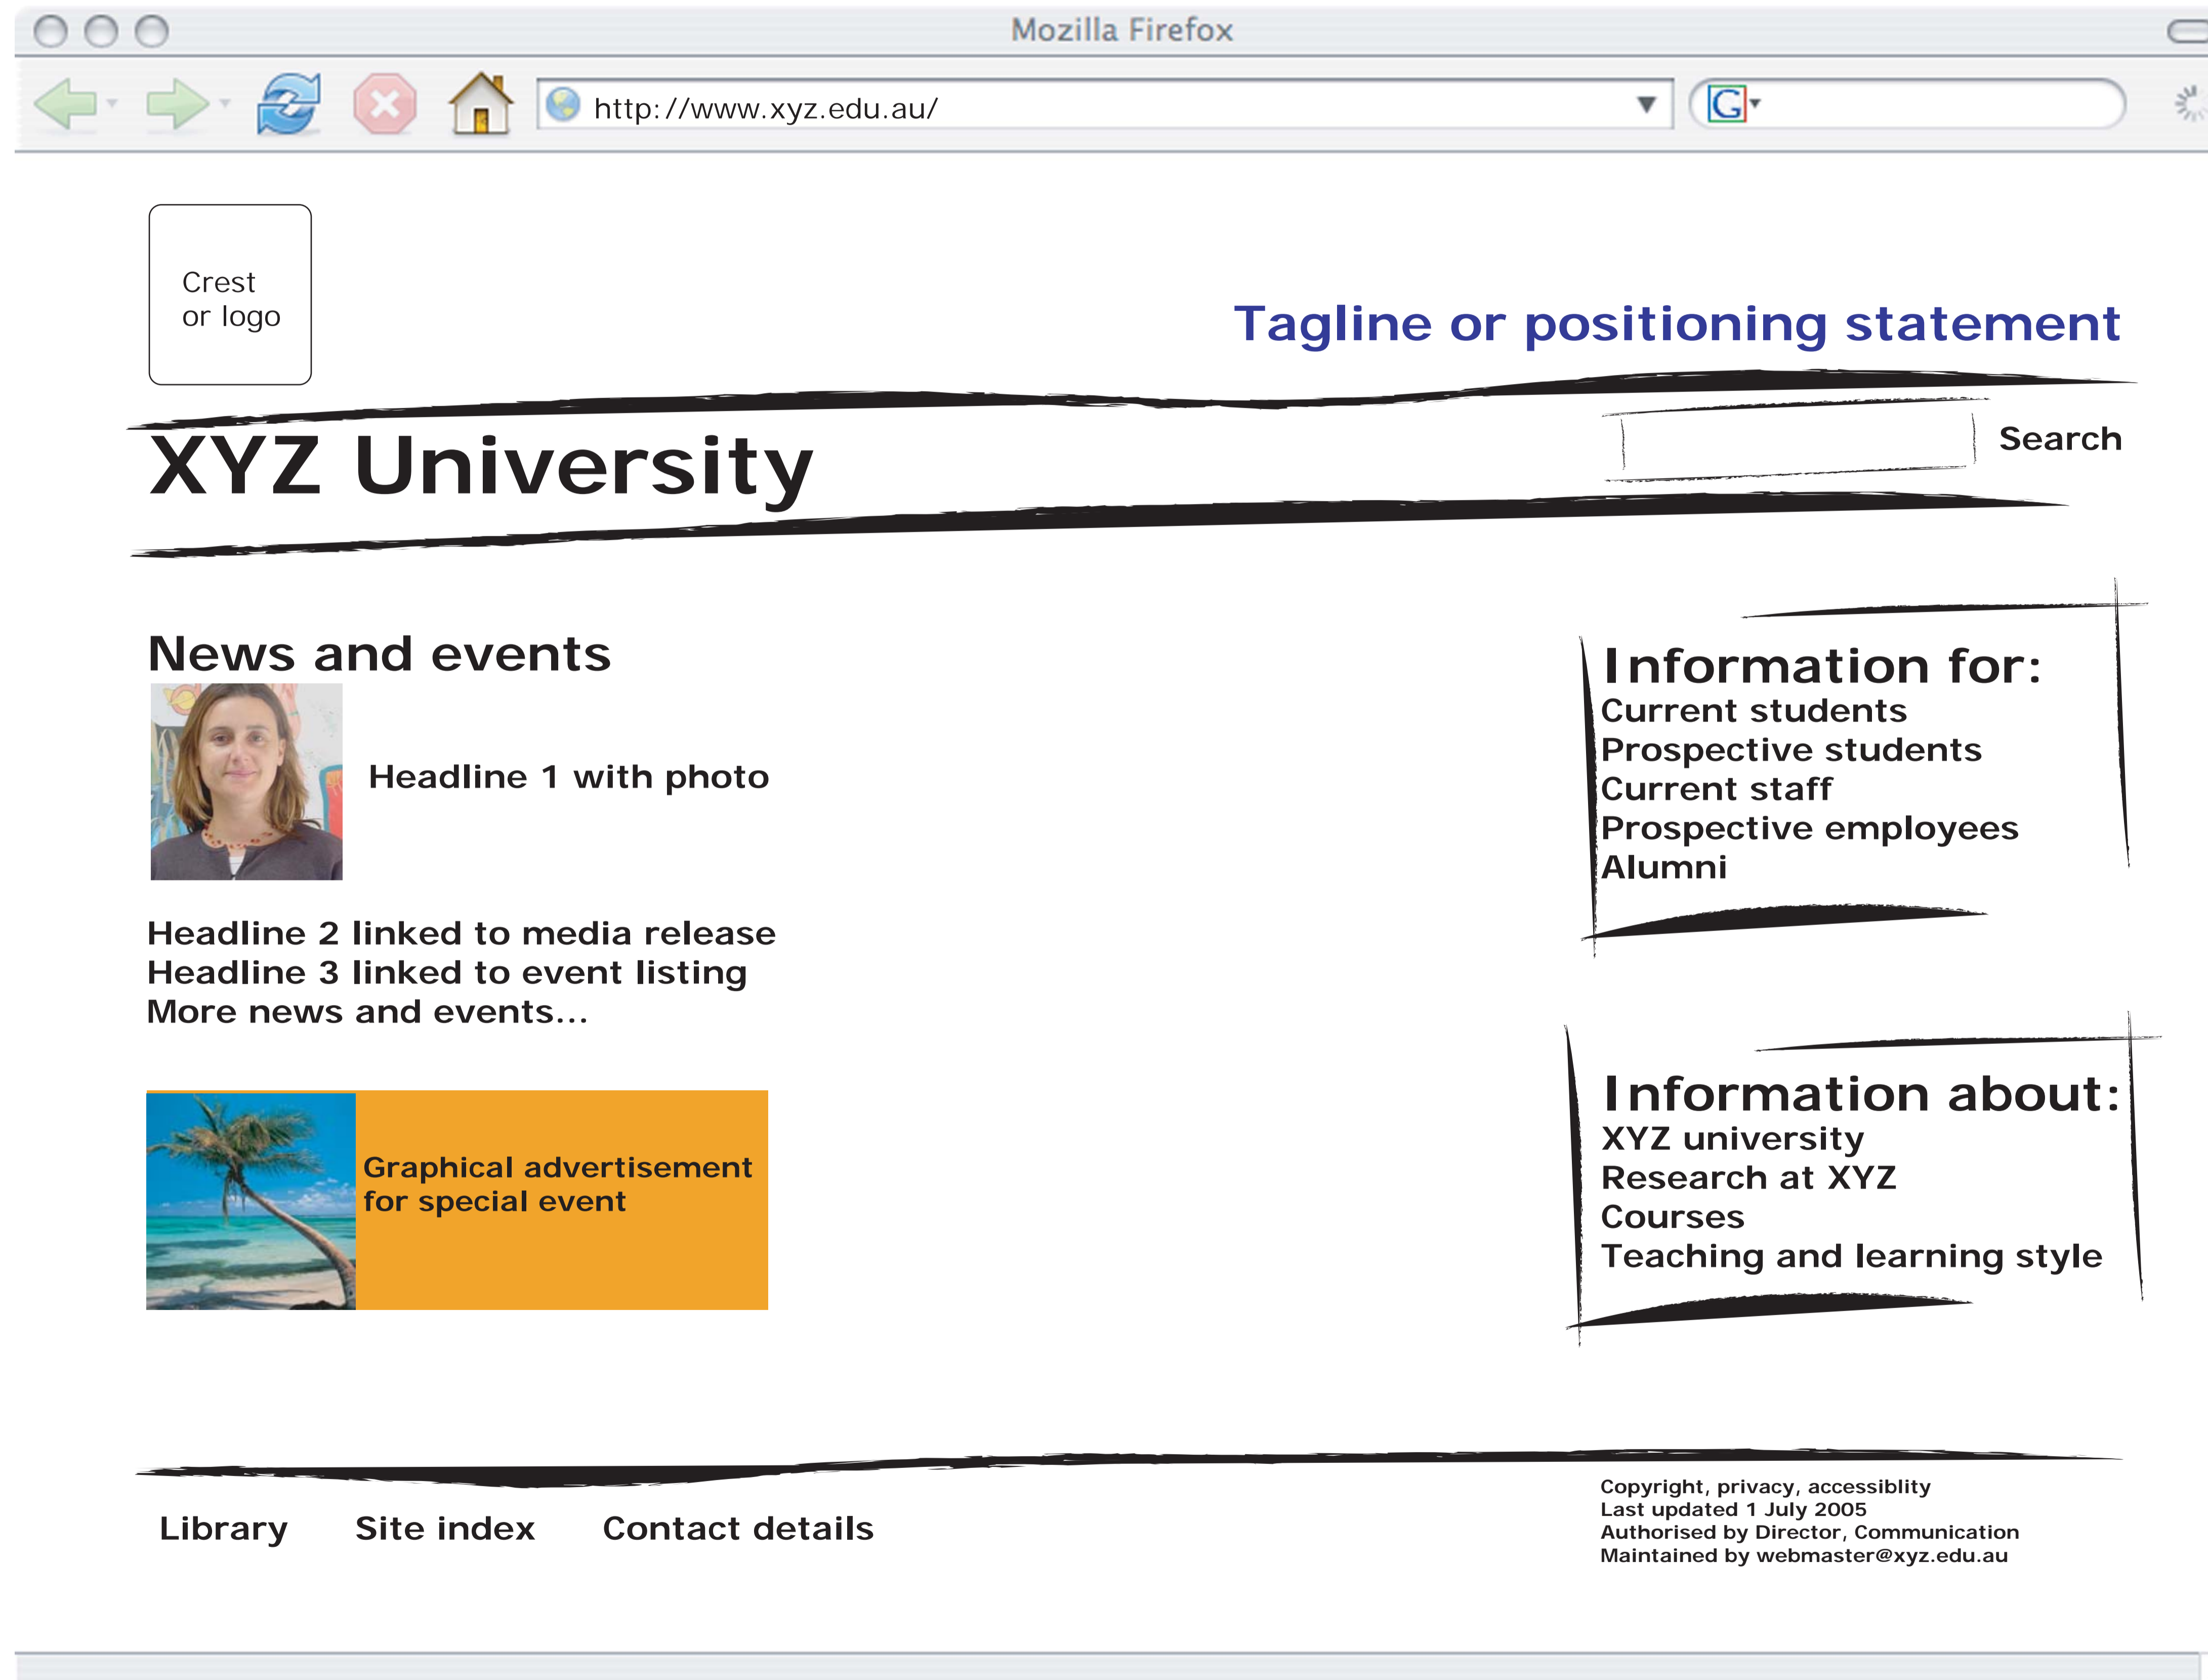 Mozilla Firefox
http://www.xyz.edu.au/
G
Crest
or logo
Tagline or positioning statement
XYZ University
Search
News and events
Headline 1 with photo
Headline 2 linked to media release
Headline 3 linked to event listing
More news and events...
Graphical advertisement
for special event
Information for:
Current students
Prospective students
Current staff
Prospective employees
Alumni
Information about:
XYZ university
Research at XYZ
Courses
Teaching and learning style
Library Site index Contact details
Copyright, privacy, accessiblity
Last updated 1 July 2005
Authorised by Director, Communication
Maintained by webmaster@xyz.edu.au